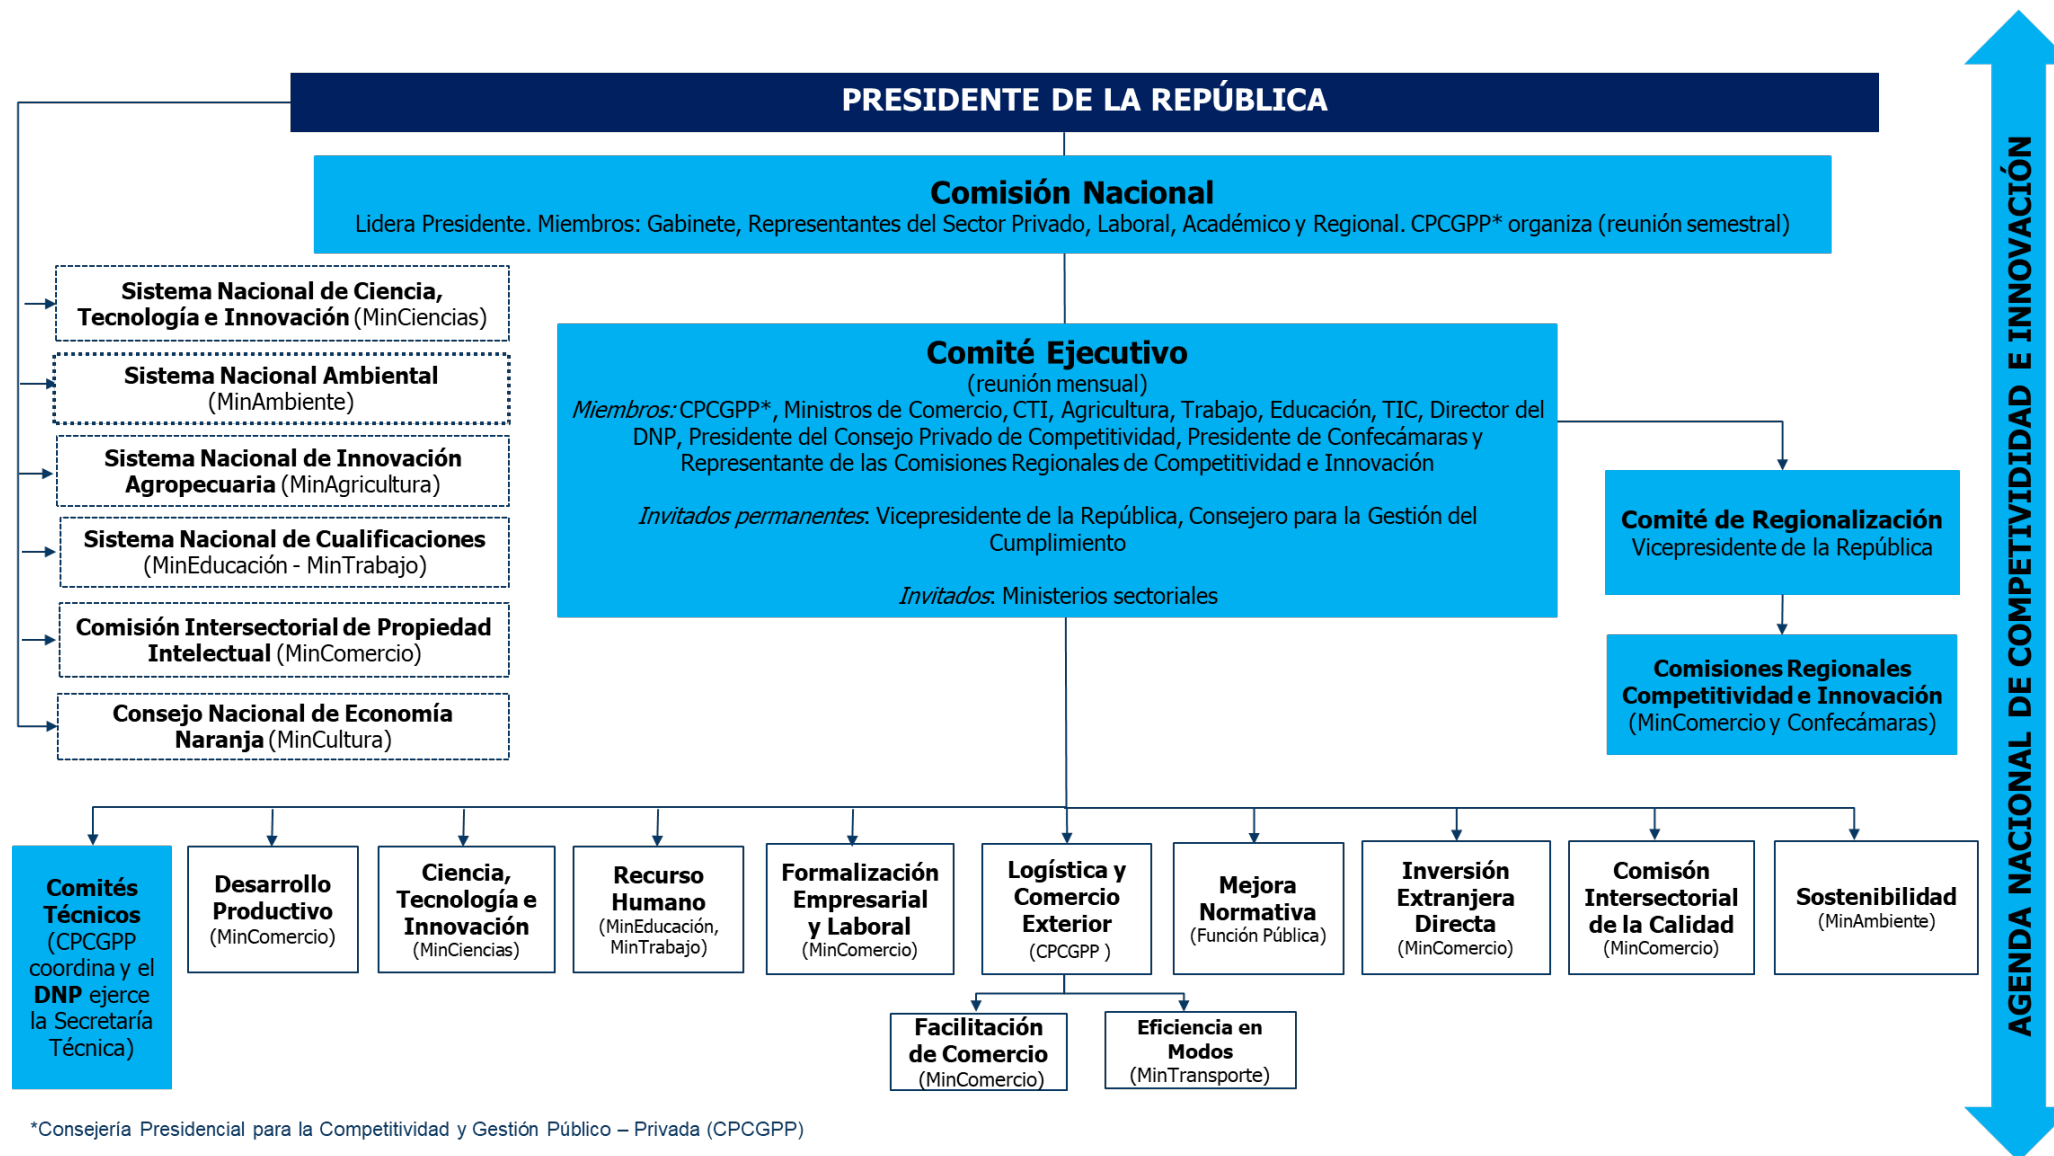 PRESIDENTE DE LA REPÚBLICA
Comisión Nacional
Lidera Presidente. Miembros: Gabinete, Representantes del Sector Privado, Laboral, Académico y Regional. CPCGPP* organiza (reunión semestral)
Sistema Nacional de Ciencia,
Tecnología e Innovación (MinCiencias)
Sistema Nacional Ambiental
(MinAmbiente)
Sistema Nacional de Innovación
Agropecuaria (MinAgricultura)
Sistema Nacional de Cualificaciones
(MinEducación - MinTrabajo)
Comisión Intersectorial de Propiedad
Intelectual (MinComercio)
Consejo Nacional de Economía
Naranja (MinCultura)
Comité Ejecutivo
(reunión mensual)
Miembros: CPCGPP*, Ministros de Comercio, CTI, Agricultura, Trabajo, Educación, TIC, Director del
DNP, Presidente del Consejo Privado de Competividad, Presidente de Confecámaras y
Representante de las Comisiones Regionales de Competividad e Innovación
Invitados permanentes: Vicepresidente de la República, Consejero para la Gestión del
Cumplimiento
Invitados: Ministerios sectoriales
Comité de Regionalización
Vicepresidente de la República
Comisiones Regionales
Competitividad e Innovación
(MinComercio y Confecámaras)
Comités
Técnicos
(CPCGPP
coordina y el
DNP ejerce
la Secretaría
Técnica)
Desarrollo
Productivo
(MinComercio)
Ciencia,
Tecnología e
Innovación
(MinCiencias)
Recurso
Humano
(MinEducación,
MinTrabajo)
Formalización
Empresarial
y Laboral
(MinComercio)
Logística y
Comercio
Exterior
(CPCGPP )
Facilitación
de Comercio
(MinComercio)
Eficiencia en
Modos
(MinTransporte)
Mejora
Normativa
(Función Pública)
Inversión
Extranjera
Directa
(MinComercio)
Comisón
Intersectorial
de la Calidad
(MinComercio)
Sostenibilidad
(MinAmbiente)
*Consejería Presidencial para la Competitividad y Gestión Público – Privada (CPCGPP)
AGENDA NACIONAL DE COMPETIVIDIDAD E INNOVACIÓN